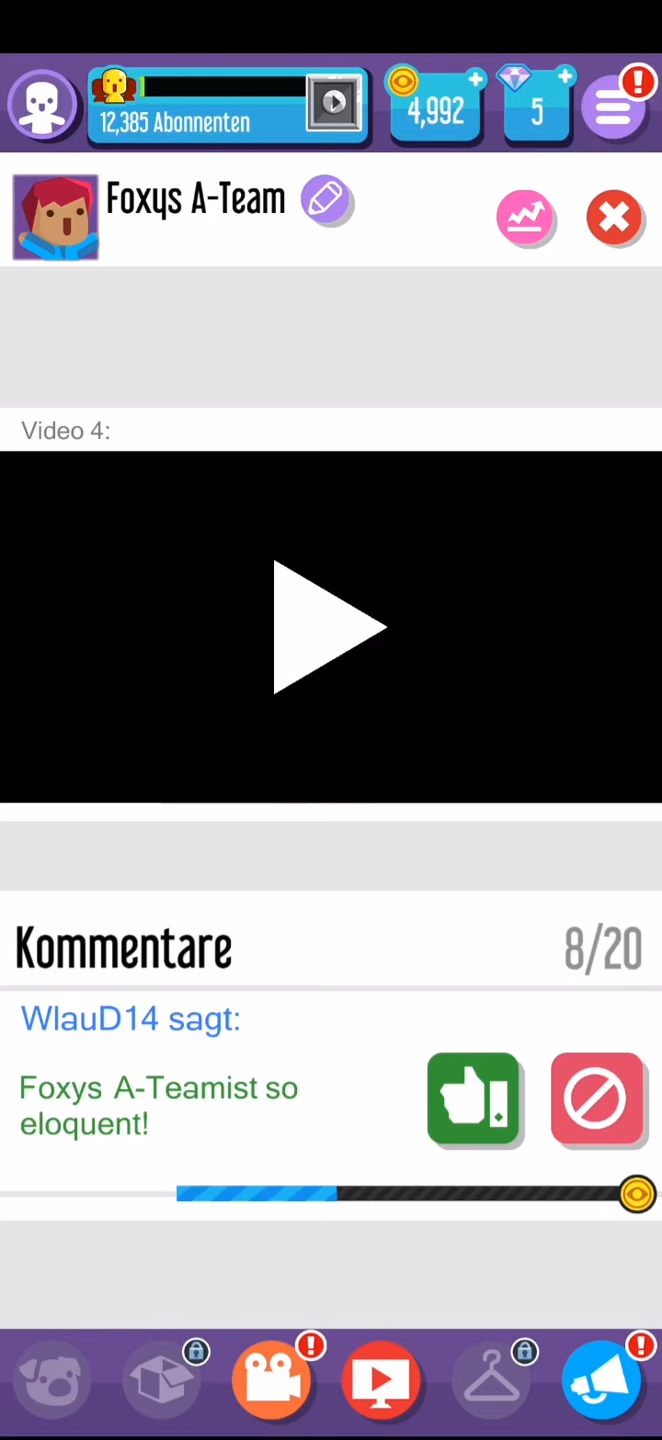 12,385 Abonnenten
4,992
5
Foxys A-Team
Video 4:
Kommentare
8/20
WlauD14 sagt:
Foxys A-Teamist so
eloquent!